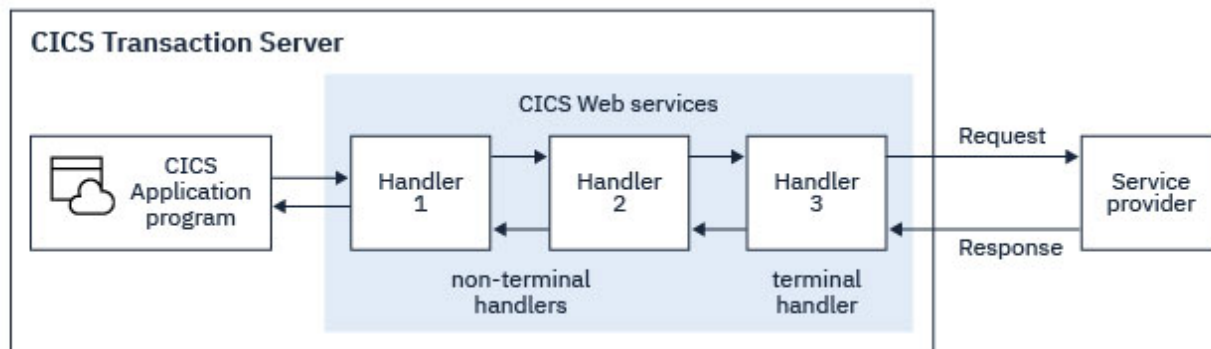 CICS Transaction Server
CICS Web services
CICS
Application
program
Handler
1
Handler
2
Handler
3
Request
Response
Service
provider
non-terminal
handlers
terminal
handler